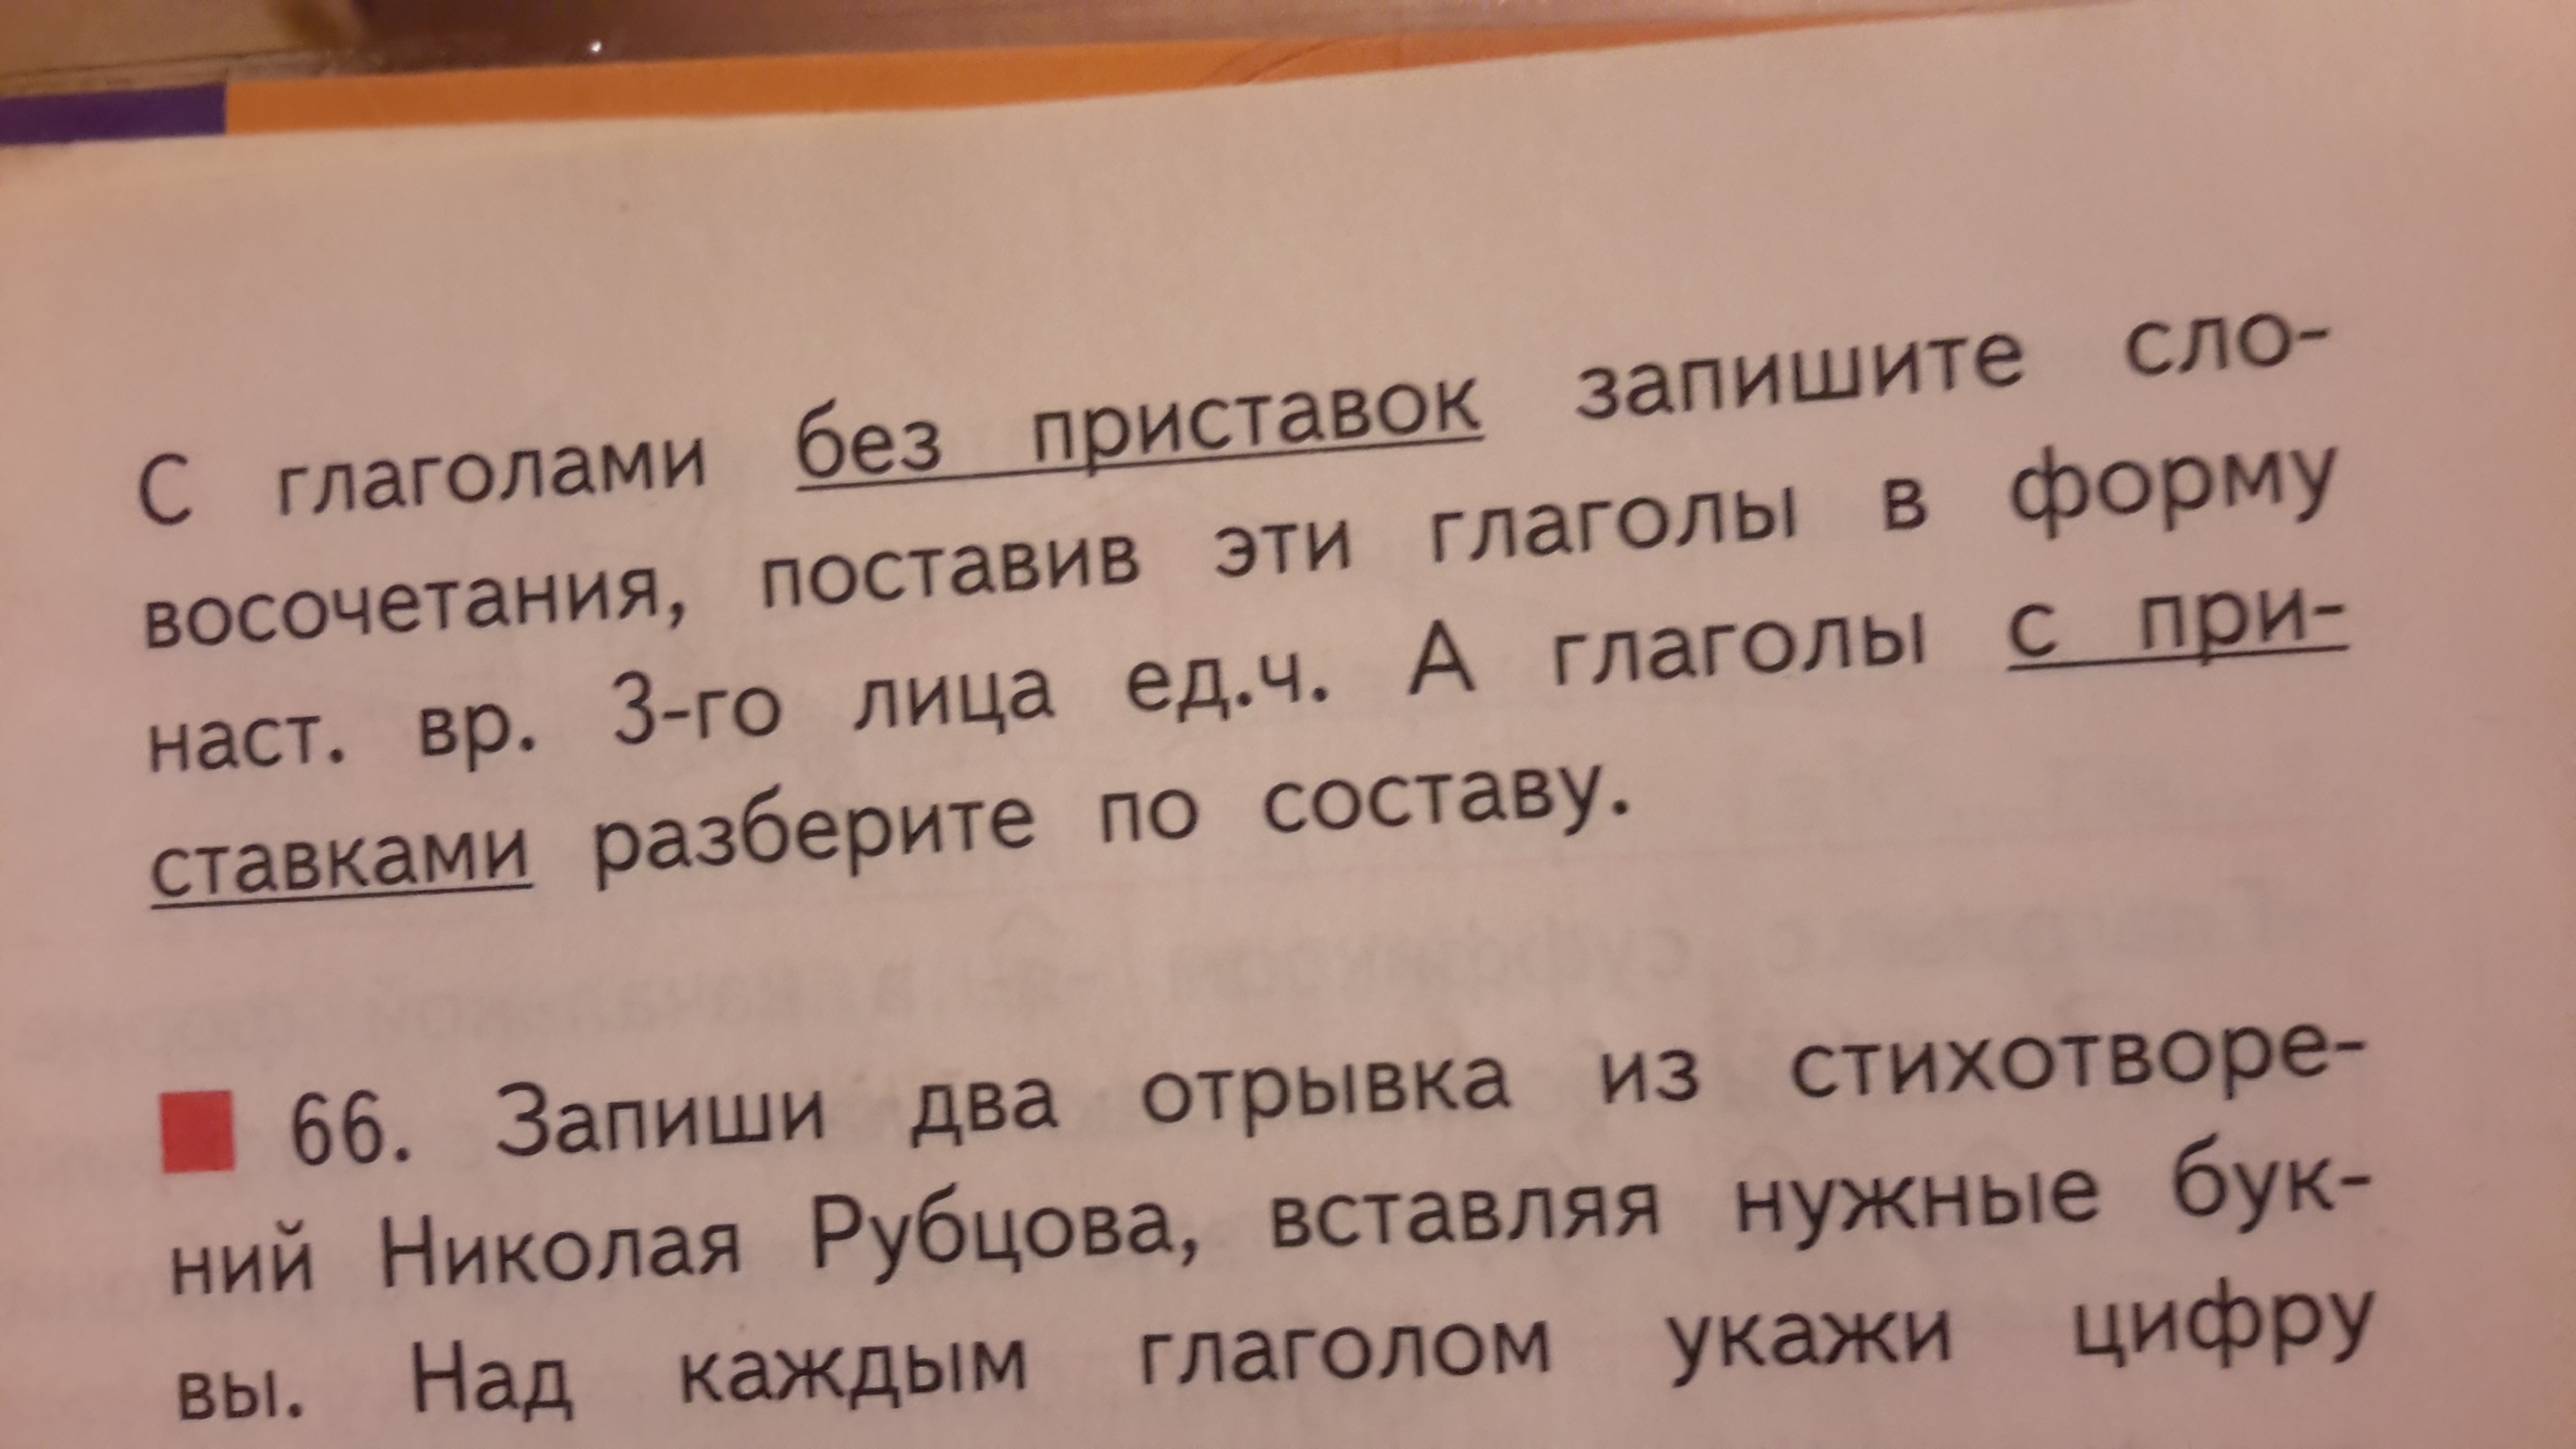 С глаголами без приставок запишите сло-
восочетания, поставив эти глаголы в форму
наст. вр. 3-го лица ед.ч. А глаголы с при-
ставками разберите по составу.
66. Запиши два отрывка из стихотворе-
ний Николая Рубцова, вставляя нужные бук-
вы. Над каждым глаголом укажи цифру